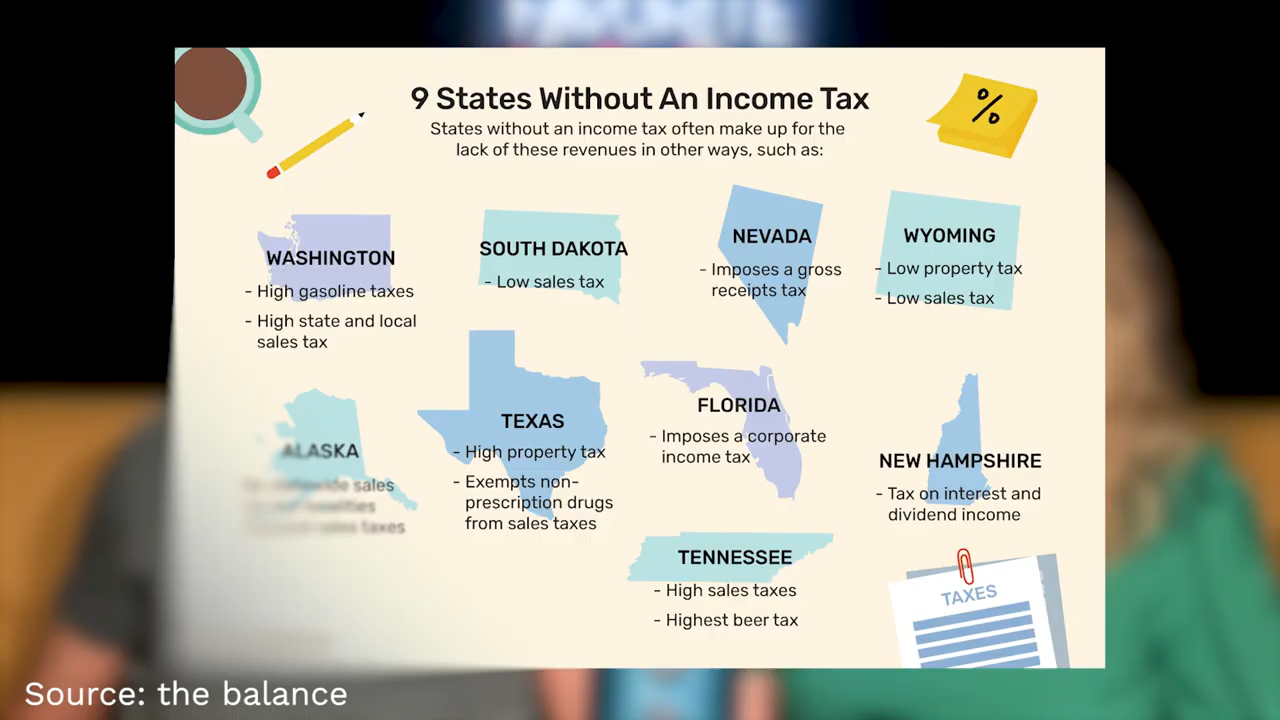 9 States Without An Income Tax
States without an income tax often make up for the
lack of these revenues in other ways, such as:
%
WASHINGTON
- High gasoline taxes
- High state and local
sales tax
SOUTH DAKOTA
- Low sales tax
NEVADA
- Imposes a gross
receipts tax
WYOMING
- Low property tax
- Low sales tax
ALASKA
sales
taxes
TEXAS
- High property tax
- Exempts non-
prescription drugs
from sales taxes
FLORIDA
- Imposes a corporate
income tax
NEW HAMPSHIRE
- Tax on interest and
dividend income
TENNESSEE
- High sales taxes
- Highest beer tax
TAXES
Source: the balance